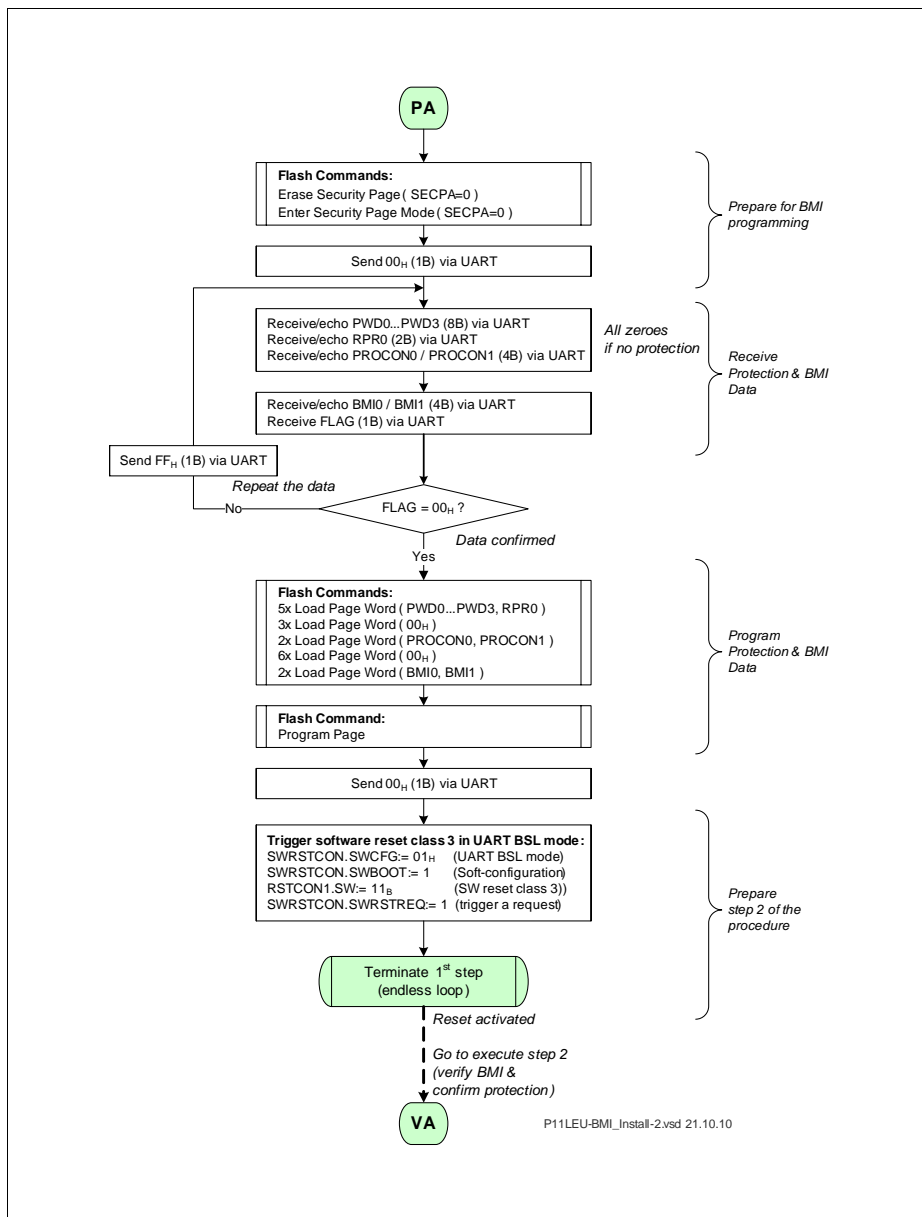 PA
Flash Commands:
Erase Security Page ( SECPA=0 )
Enter Security Page Mode ( SECPA=0 )
Prepare for BMI
programming
Send 00H (1B) via UART
Receive/echo PWD0...PWD3 (8B) via UART
Receive/echo RPR0 (2B) via UART
Receive/echo PROCON0 / PROCON1 (4B) via UART
All zeroes
if no protection
Receive
Protection & BMI
Data
Receive/echo BMI0 / BMI1 (4B) via UART
Receive FLAG (1B) via UART
Send FFH (1B) via UART
Repeat the data
No
FLAG = 00H ?
Data confirmed
Yes
Flash Commands:
5x Load Page Word ( PWD0...PWD3, RPR0 )
3x Load Page Word ( 00H )
2x Load Page Word ( PROCON0, PROCON1 )
6x Load Page Word ( 00H )
2x Load Page Word ( BMI0, BMI1 )
Program
Protection & BMI
Data
Flash Command:
Program Page
Send 00H (1B) via UART
Trigger software reset class 3 in UART BSL mode :
SWRSTCON.SWCFG:= 01H (UART BSL mode)
SWRSTCON.SWBOOT:= 1 (Soft-configuration)
RSTCON1.SW:= 11B (SW reset class 3))
SWRSTCON.SWRSTREQ:= 1 (trigger a request)
Prepare
step 2 of the
procedure
Terminate 1st step
(endless loop)
Reset activated
Go to execute step 2
(verify BMI &
confirm protection )
VA
P11LEU-BMI_Install-2.vsd 21.10.10